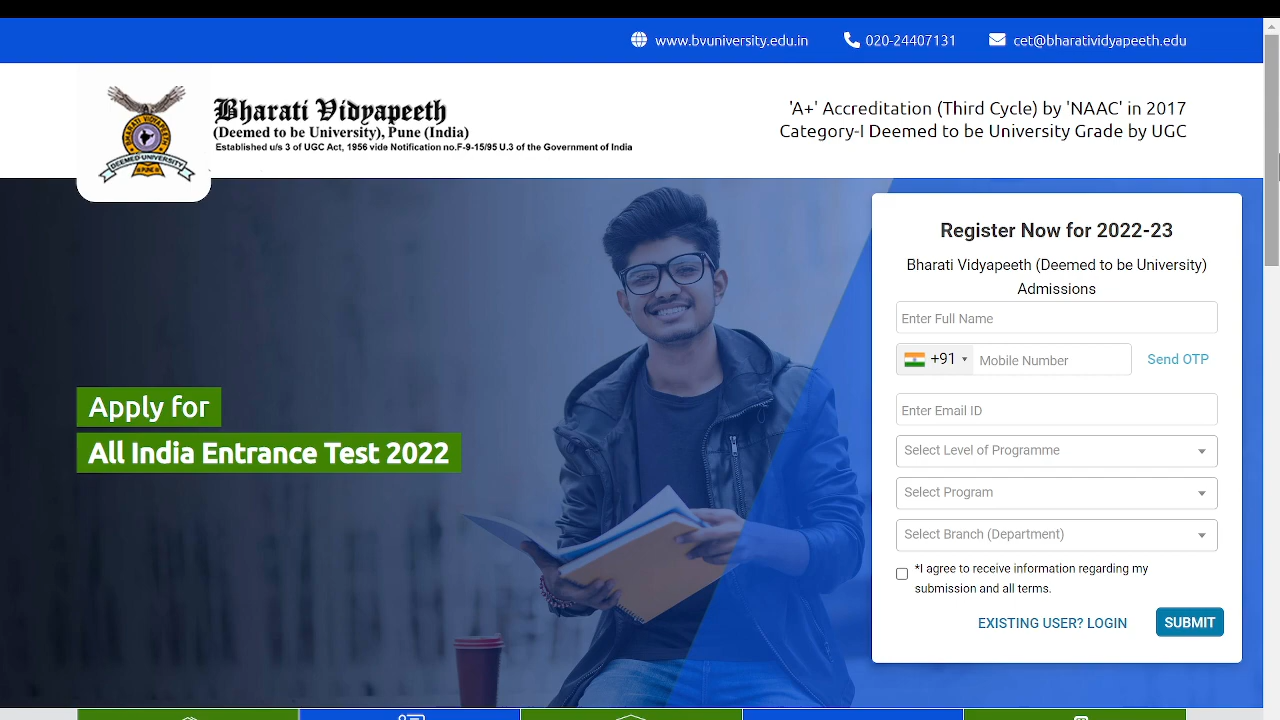 www.bvuniversity.edu.in 020-24407131 cet@bharatividyapeeth.edu
Bharati Vidyapeeth
(Deemed to be University), Pune (India)
Established u/s 3 of UGC Act, 1956 vide Notification no.F-9-15/95 U.3 of the Government of India
BHARATI VIDYAPEETH
DEEMED UNIVERSITY
'A+' Accreditation (Third Cycle) by 'NAAC' in 2017
Category-I Deemed to be University Grade by UGC
Apply for
All India Entrance Test 2022
Register Now for 2022-23
Bharati Vidyapeeth (Deemed to be University)
Admissions
Enter Full Name
+91 Mobile Number Send OTP
Enter Email ID
Select Level of Programme
Select Program
Select Branch (Department)
*I agree to receive information regarding my
submission and all terms.
EXISTING USER? LOGIN SUBMIT